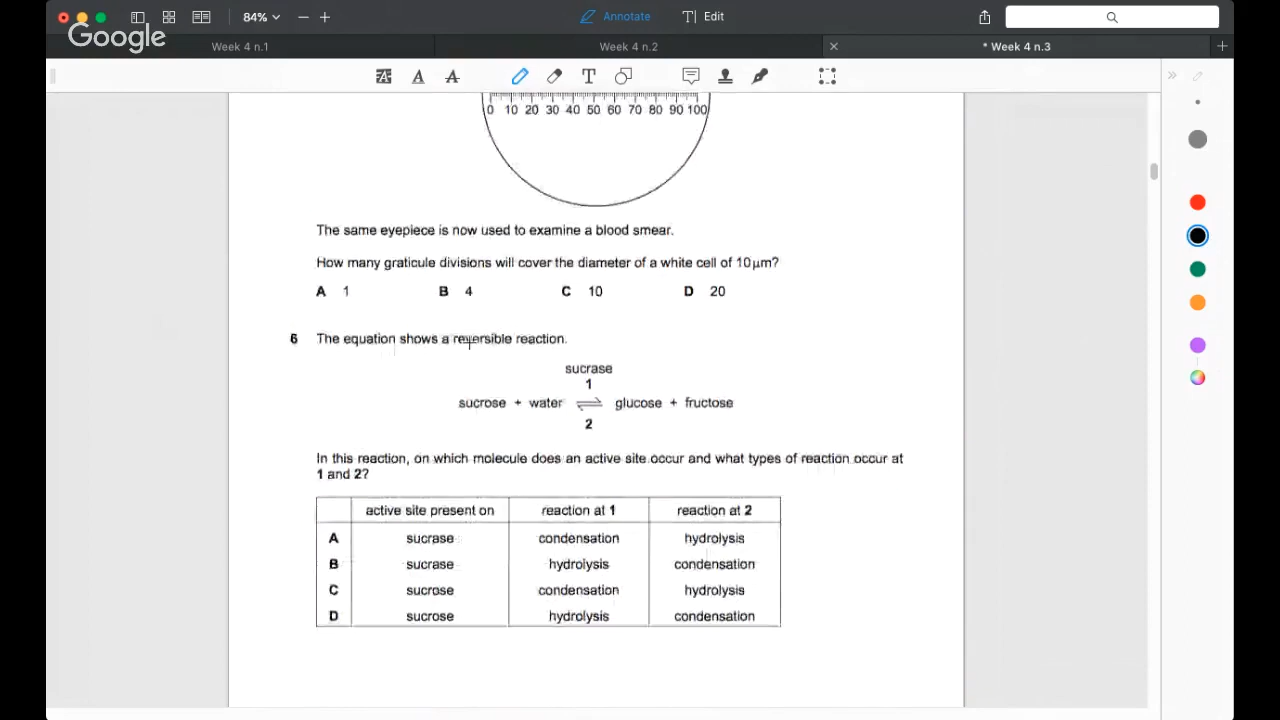 84%
Annotate
T Edit
Google
Week 4 n.1
Week 4 n.2
* Week 4 n.3
A A A T
0 10 20 30 40 50 60 70 80 90 100
The same eyepiece is now used to examine a blood smear.
How many graticule divisions will cover the diameter of a white cell of 10 μm?
A 1 B 4 C 10 D 20
6 The equation shows a reversible reaction.
sucrase
1
sucrose + water ⇌ glucose + fructose
2
In this reaction, on which molecule does an active site occur and what types of reaction occur at
1 and 2?
active site present on reaction at 1 reaction at 2
A sucrase condensation hydrolysis
B sucrase hydrolysis condensation
C sucrose condensation hydrolysis
D sucrose hydrolysis condensation